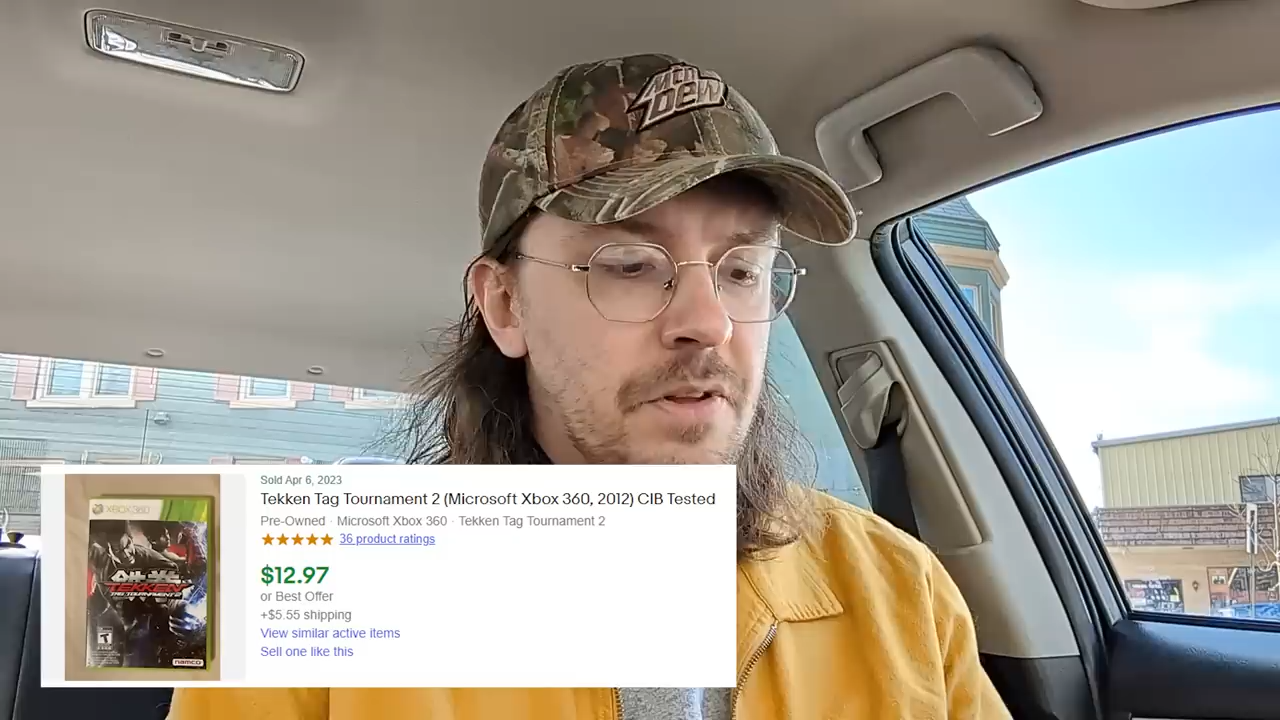 Mtn
Dew
Sold Apr 6, 2023
Tekken Tag Tournament 2 (Microsoft Xbox 360, 2012) CIB Tested
Pre-Owned · Microsoft Xbox 360 · Tekken Tag Tournament 2
36 product ratings
$12.97
or Best Offer
+$5.55 shipping
View similar active items
Sell one like this
XBOX 360
TEKKEN
TAG TOURNAMENT 2
T
namco